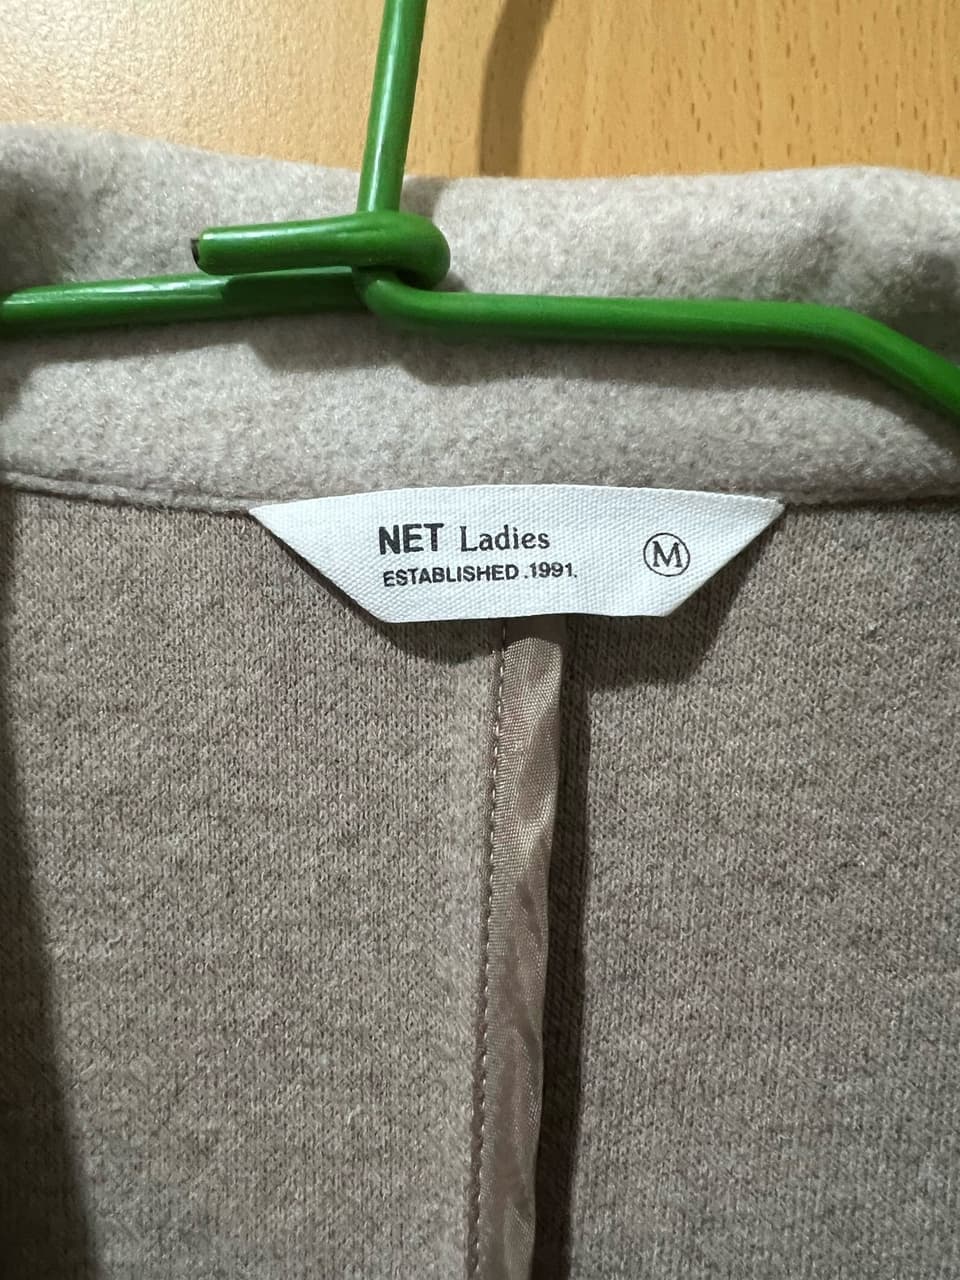 NET Ladies Ⓜ
ESTABLISHED .1991.